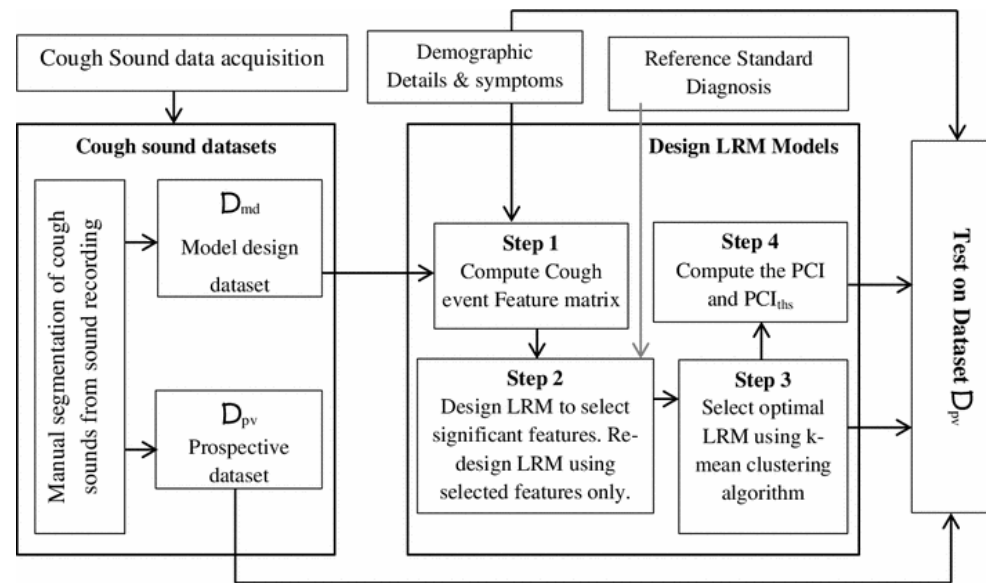 Cough Sound data acquisition
Demographic
Details & symptoms
Reference Standard
Diagnosis
Cough sound datasets
Manual segmentation of cough
sounds from sound recording
Dmd
Model design
dataset
Dpv
Prospective
dataset
Design LRM Models
Step 1
Compute Cough
event Feature matrix
Step 2
Design LRM to select
significant features. Re-
design LRM using
selected features only.
Step 3
Select optimal
LRM using k-
mean clustering
algorithm
Step 4
Compute the PCI
and PCIths
Test on Dataset Dpv